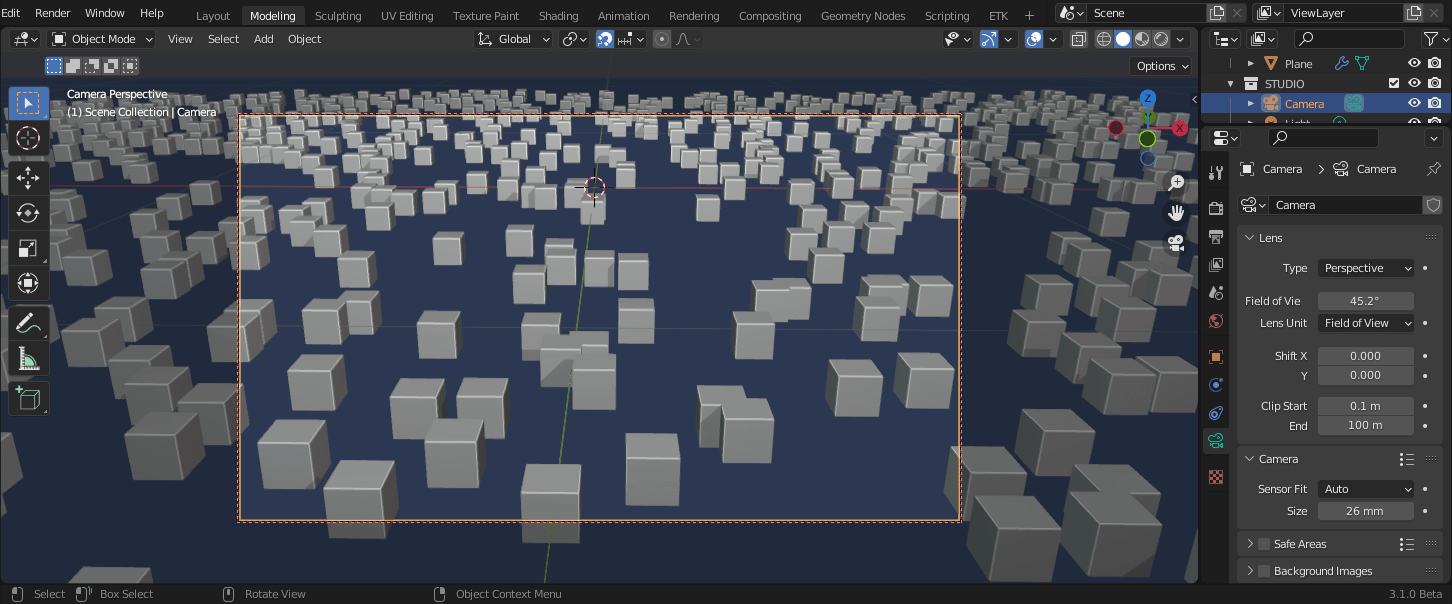 Edit Render Window Help Layout Modeling Sculpting UV Editing Texture Paint Shading Animation Rendering Compositing Geometry Nodes Scripting ETK + Scene ViewLayer
Object Mode View Select Add Object Global
Options
Camera Perspective
(1) Scene Collection | Camera
Z
X
Plane
STUDIO
Camera
Light
Camera > Camera
Camera
Lens
Type Perspective
Field of Vie 45.2°
Lens Unit Field of View
Shift X 0.000
Y 0.000
Clip Start 0.1 m
End 100 m
Camera
Sensor Fit Auto
Size 26 mm
Safe Areas
Background Images
Select Box Select Rotate View Object Context Menu 3.1.0 Beta